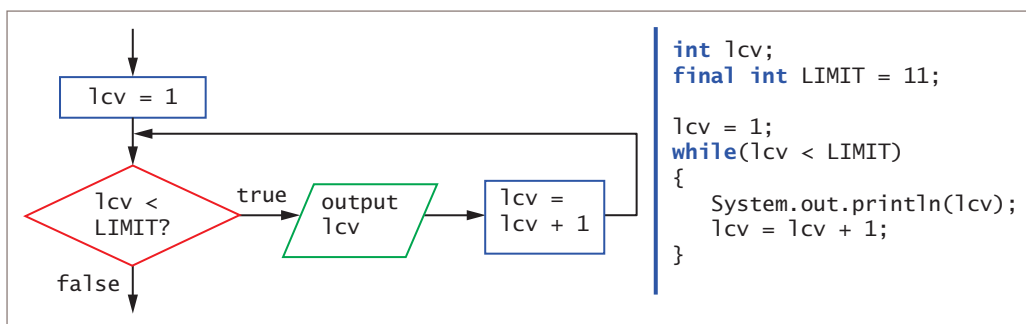 lcv = 1
lcv <
LIMIT?
true
false
output
lcv
lcv =
lcv + 1
int lcv;
final int LIMIT = 11;
lcv = 1;
while(lcv < LIMIT)
{
System.out.println(lcv);
lcv = lcv + 1;
}